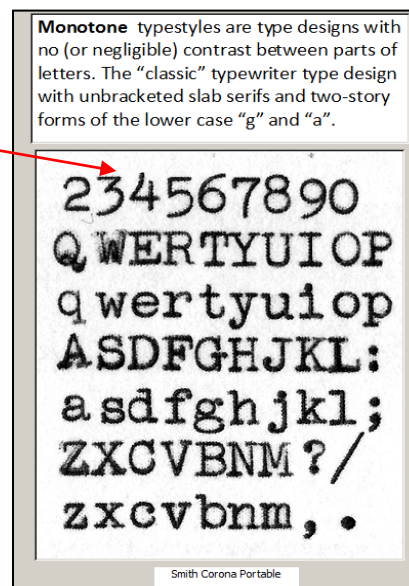 Monotone typestyles are type designs with
no (or negligible) contrast between parts of
letters. The “classic” typewriter type design
with unbracketed slab serifs and two-story
forms of the lower case “g” and “a”.
234567890
QWERTYUIOP
qwertyuiop
ASDFGHJKL:
asdfghjkl;
ZXCVBNM?/
zxcvbnm,.
Smith Corona Portable